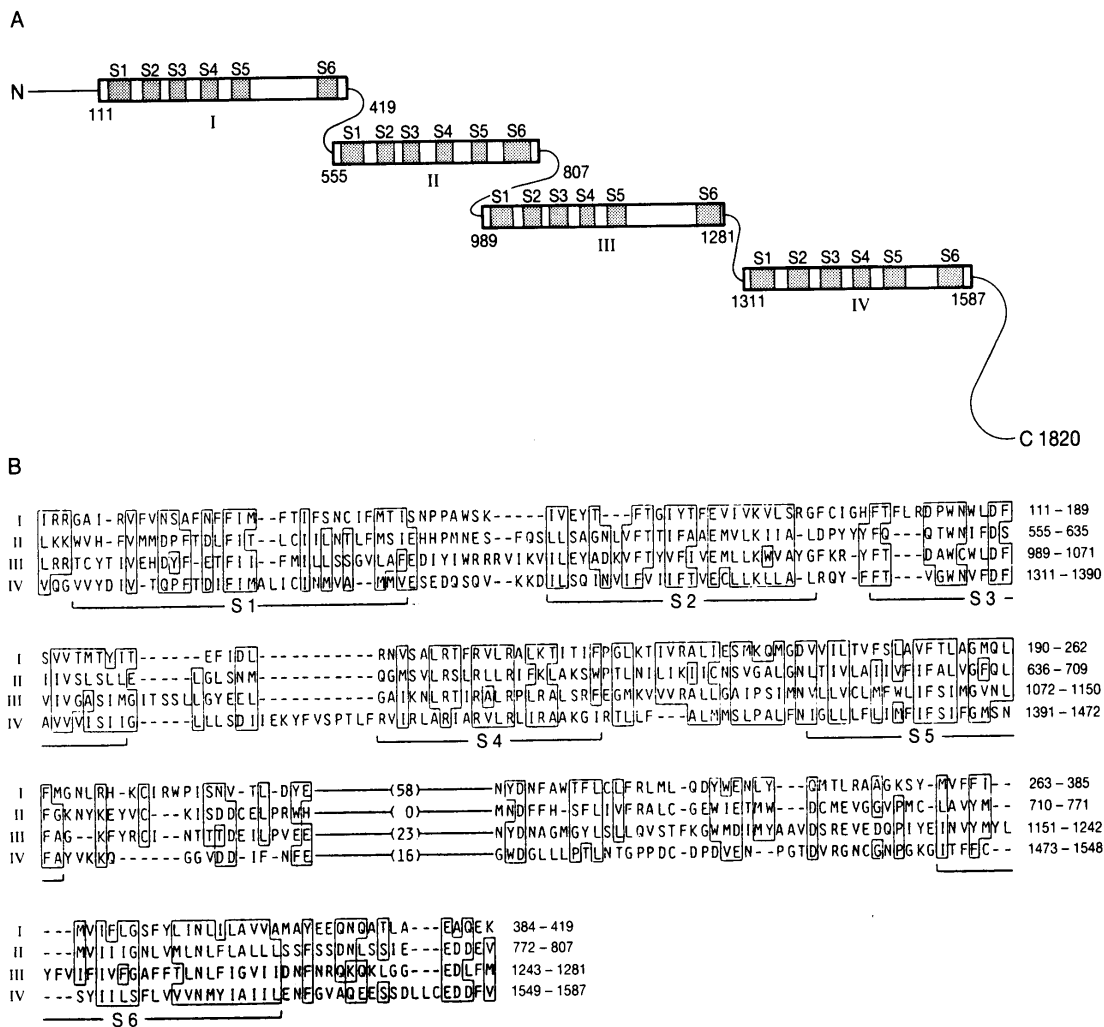 A
S1 S2 S3 S4 S5 S6
N
111 I 419
S1 S2 S3 S4 S5 S6
555 II 807
S1 S2 S3 S4 S5 S6
989 III 1281
S1 S2 S3 S4 S5 S6
1311 IV 1587
C 1820
B
I IRRGAI-RVFVNSAFNFFIM--FTIFSNCIFMTISNPPAWSK------IVEYT---FTGIYTFEVIVKVLSRGFCIGHFTFLRDPWNWLDF 111 – 189
II LKKWVH-FVMMDPFTDLFIT--LCIILNTLFMSIEHHPMNES--FQSLLSAGNLVFTTIFAAEMVLKIIA-LDPYYYFQ---QTWNIFDS 555 – 635
III LRRTCYTIVEHDYF-ETFII--FMILLSSGVLAFEDIYIWRRRVIKVILEYADKVFTYVFIVEMLLKWVAYGFKR-YFT---DAWCWLDF 989 – 1071
IV VQGVVYDIV-TQPFTDIFIMALICINMVA-MMVESEDQSQV--KKDILSQINVIFVIIFTVECLLKLLA-LRQY-FFT---VGWNVFDF 1311 – 1390
S 1 S 2 S 3
I SVVTMTYIT------EFIDL-----------RNVSALRTFRVLRALKTITIFPGLKTIVRALIESMKQMGDVVILTVFSLAVFTLAGMQL 190 – 262
II IIVSLSLLE-----LGLSNM-----------QGMSVLRSLRLLRIFKLAKSWPTLNILIKIICNSVGALGNLTIVLAIIVFIFALVGFQL 636 – 709
III VIVGASIMGITSSLLGYEEL-----------GAIKNLRTIRALRPLRALSRFEGMKVVVRALLGAIPSIMNVLLVCLMFWLIFSIMGVNL 1072 – 1150
IV AVVVISIIG-----LLLSDIIEKYFVSPTLFRVIRLARIARVLRLIRAAKGIRTLLF--ALMMSLPALFNIGLLLFLIMFIFSIFGMSN 1391 – 1472
S 4 S 5
I FMGNLRH-KCIRWPISNV-TL-DYE (58) NYDNFAWTFLCLFRLML-QDYWENLY--QMTLRAAGKSY-MVFFI-- 263 – 385
II FGKNYKEYVC---KISDDCELPRWH ( 0) MNDFFH-SFLIVFRALCG-EWIETMW--DCMEVGGVPMC-LAVYM-- 710 – 771
III FAG--KFYRCI--NTTTDEILPVEE (23) NYDNAGMGYLSLLQVSTFKGWMDIMYAAVDSREVEDQPIYEINVYMYL 1151 – 1242
IV FAYVKKQ-----GGVDD-IF-NFE (16) GWDGLLLPTLNTGPPDC-DPDVEN--PGTDVRGNCGNPGKGITFFC-- 1473 – 1548
I ---MVIFLGSFYLINLILAVVAMAYEEQNQATLA---EAQEK 384 – 419
II ---MVIIIGNLVMLNLFLALLLSSFSSDNLSSIE---EDDEV 772 – 807
III YFVIFIVFGAFFTLNLFIGVIIDNFNRQKQKLGG---EDLFM 1243 – 1281
IV ---SYIILSFLVVVNMYIAIILENFGVAQEESSDLLCEDDFV 1549 – 1587
S 6